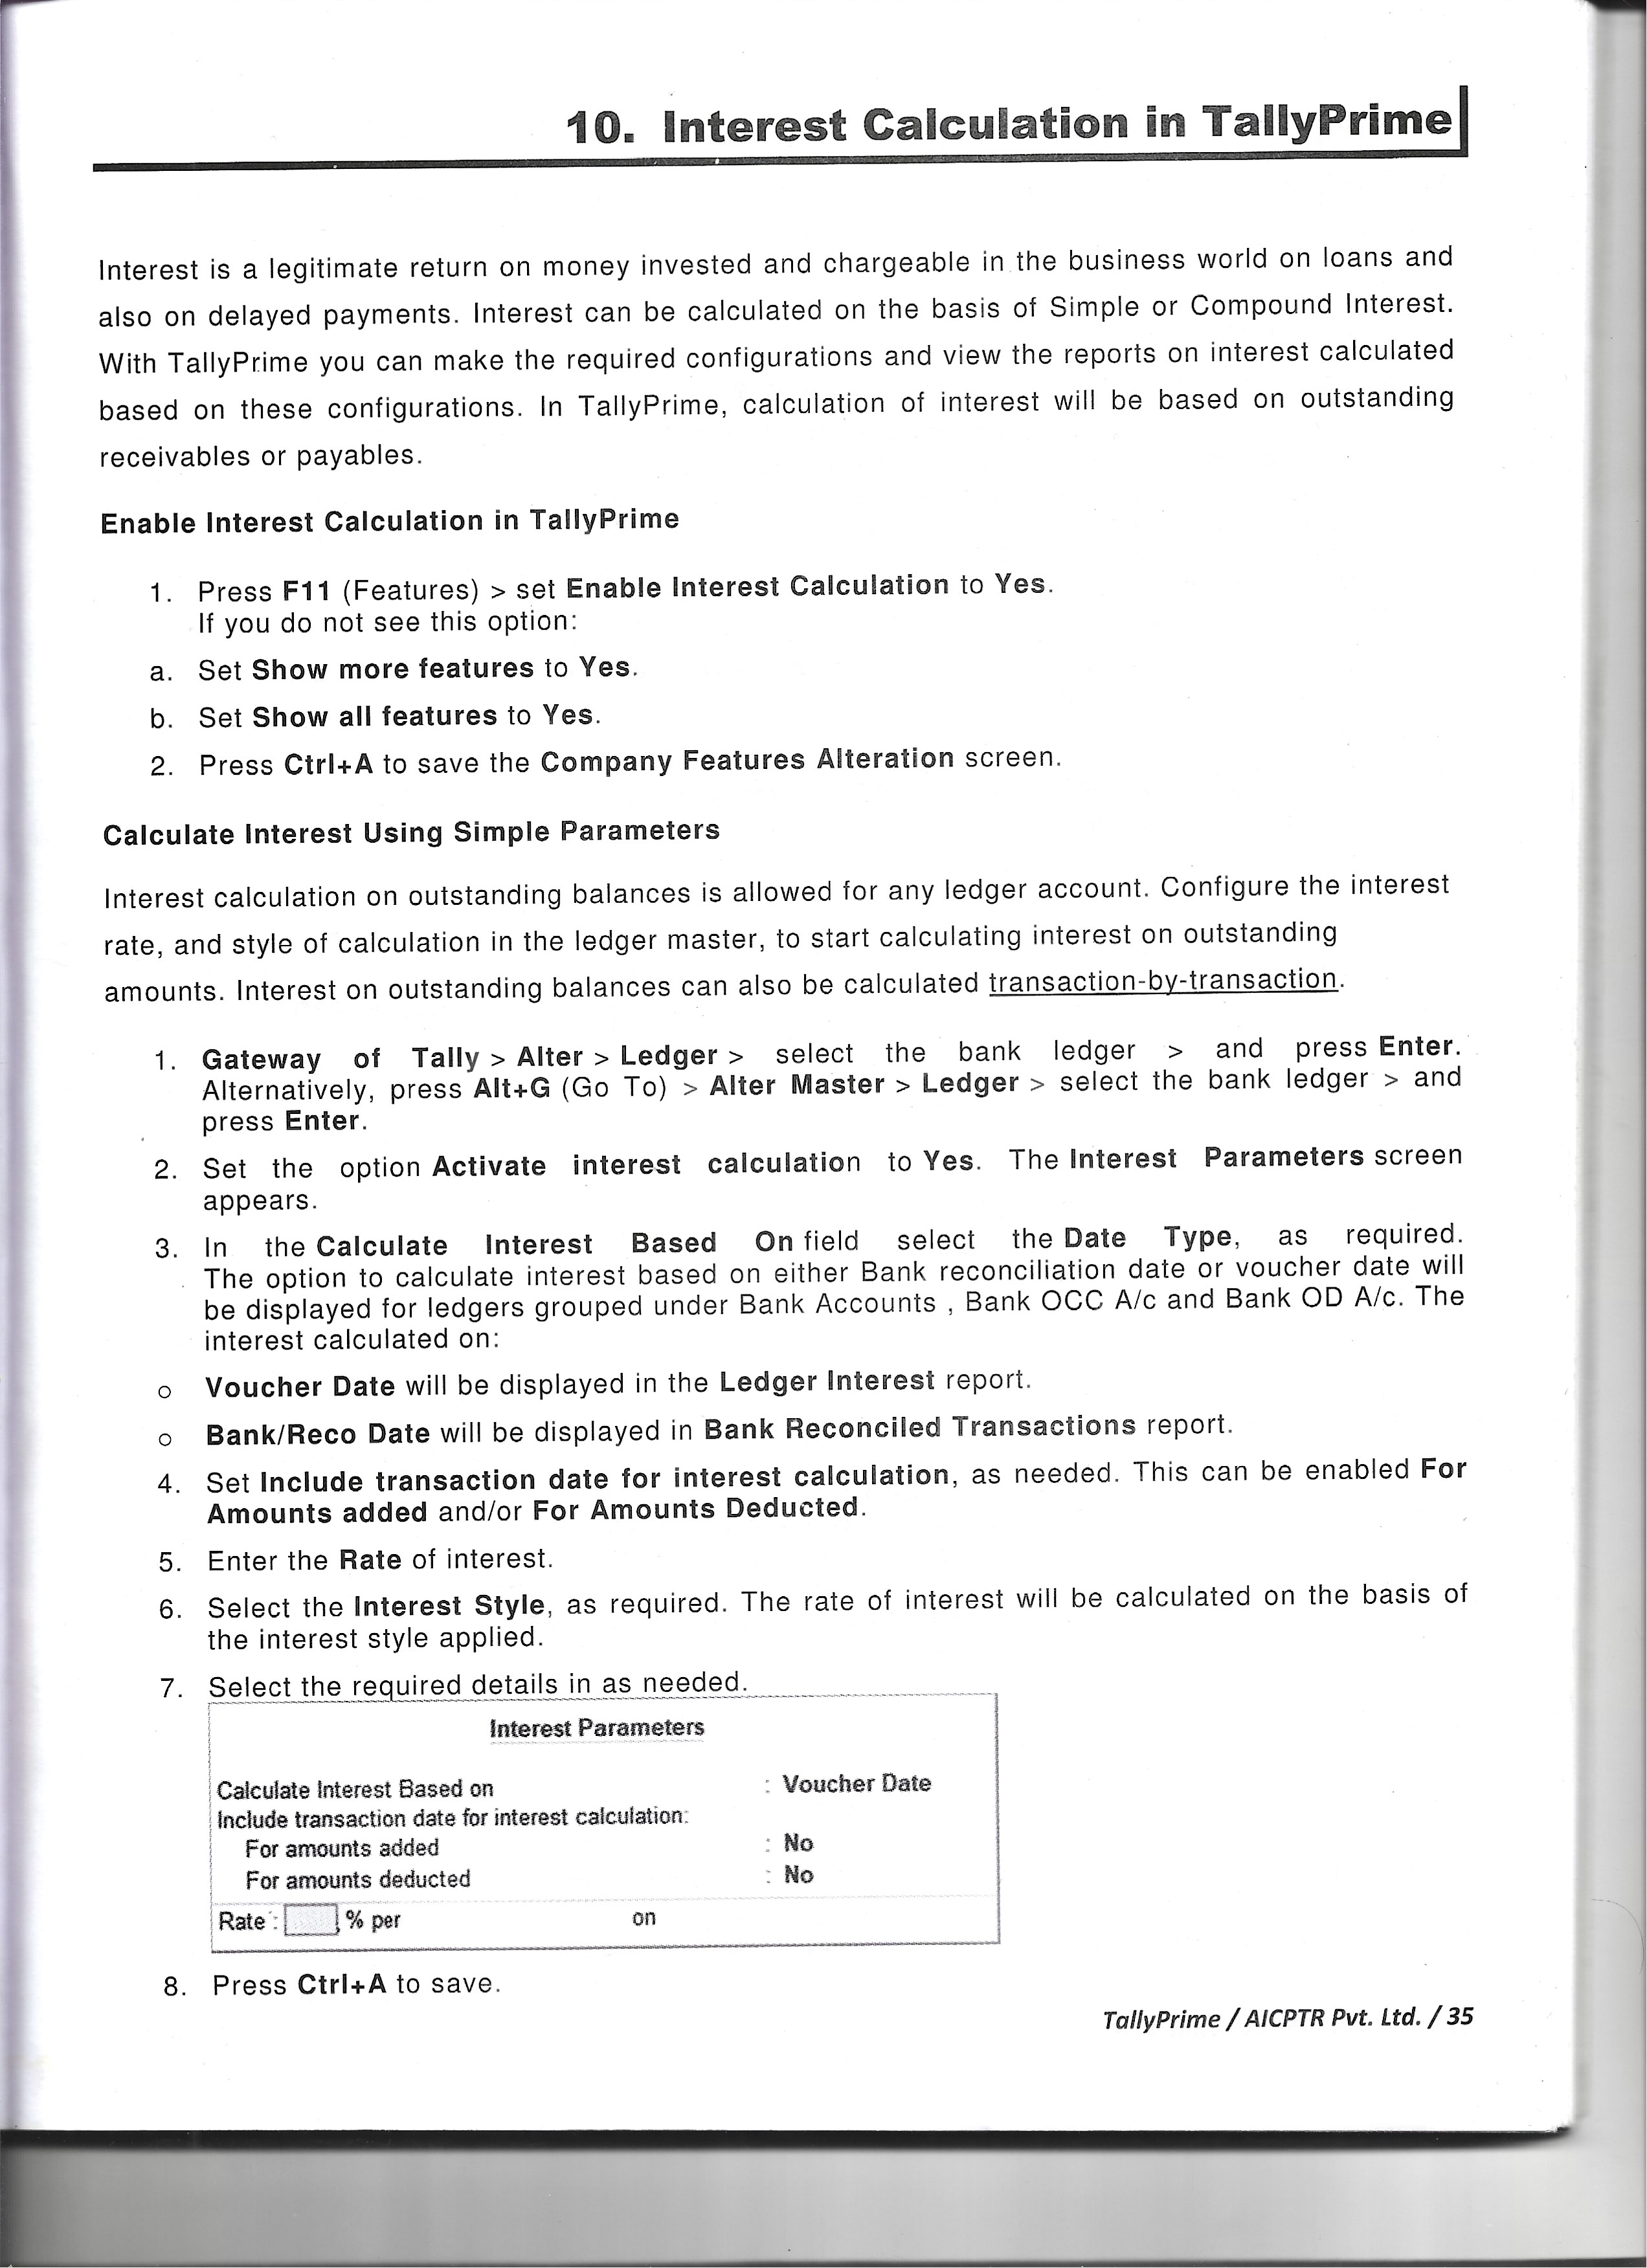 10. Interest Calculation in TallyPrime
Interest is a legitimate return on money invested and chargeable in the business world on loans and
also on delayed payments. Interest can be calculated on the basis of Simple or Compound Interest.
With TallyPrime you can make the required configurations and view the reports on interest calculated
based on these configurations. In TallyPrime, calculation of interest will be based on outstanding
receivables or payables.
Enable Interest Calculation in TallyPrime
1. Press F11 (Features) > set Enable Interest Calculation to Yes.
If you do not see this option:
a. Set Show more features to Yes.
b. Set Show all features to Yes.
2. Press Ctrl+A to save the Company Features Alteration screen.
Calculate Interest Using Simple Parameters
Interest calculation on outstanding balances is allowed for any ledger account. Configure the interest
rate, and style of calculation in the ledger master, to start calculating interest on outstanding
amounts. Interest on outstanding balances can also be calculated transaction-by-transaction.
1. Gateway of Tally > Alter > Ledger > select the bank ledger > and press Enter.
Alternatively, press Alt+G (Go To) > Alter Master > Ledger > select the bank ledger > and
press Enter.
2. Set the option Activate interest calculation to Yes. The Interest Parameters screen
appears.
3. In the Calculate Interest Based On field select the Date Type, as required.
The option to calculate interest based on either Bank reconciliation date or voucher date will
be displayed for ledgers grouped under Bank Accounts , Bank OCC A/c and Bank OD A/c. The
interest calculated on:
o Voucher Date will be displayed in the Ledger Interest report.
o Bank/Reco Date will be displayed in Bank Reconciled Transactions report.
4. Set Include transaction date for interest calculation, as needed. This can be enabled For
Amounts added and/or For Amounts Deducted.
5. Enter the Rate of interest.
6. Select the Interest Style, as required. The rate of interest will be calculated on the basis of
the interest style applied.
7. Select the required details in as needed.
Interest Parameters
Calculate Interest Based on : Voucher Date
Include transaction date for interest calculation:
For amounts added : No
For amounts deducted : No
Rate : % per on
8. Press Ctrl+A to save.
TallyPrime / AICPTR Pvt. Ltd. / 35